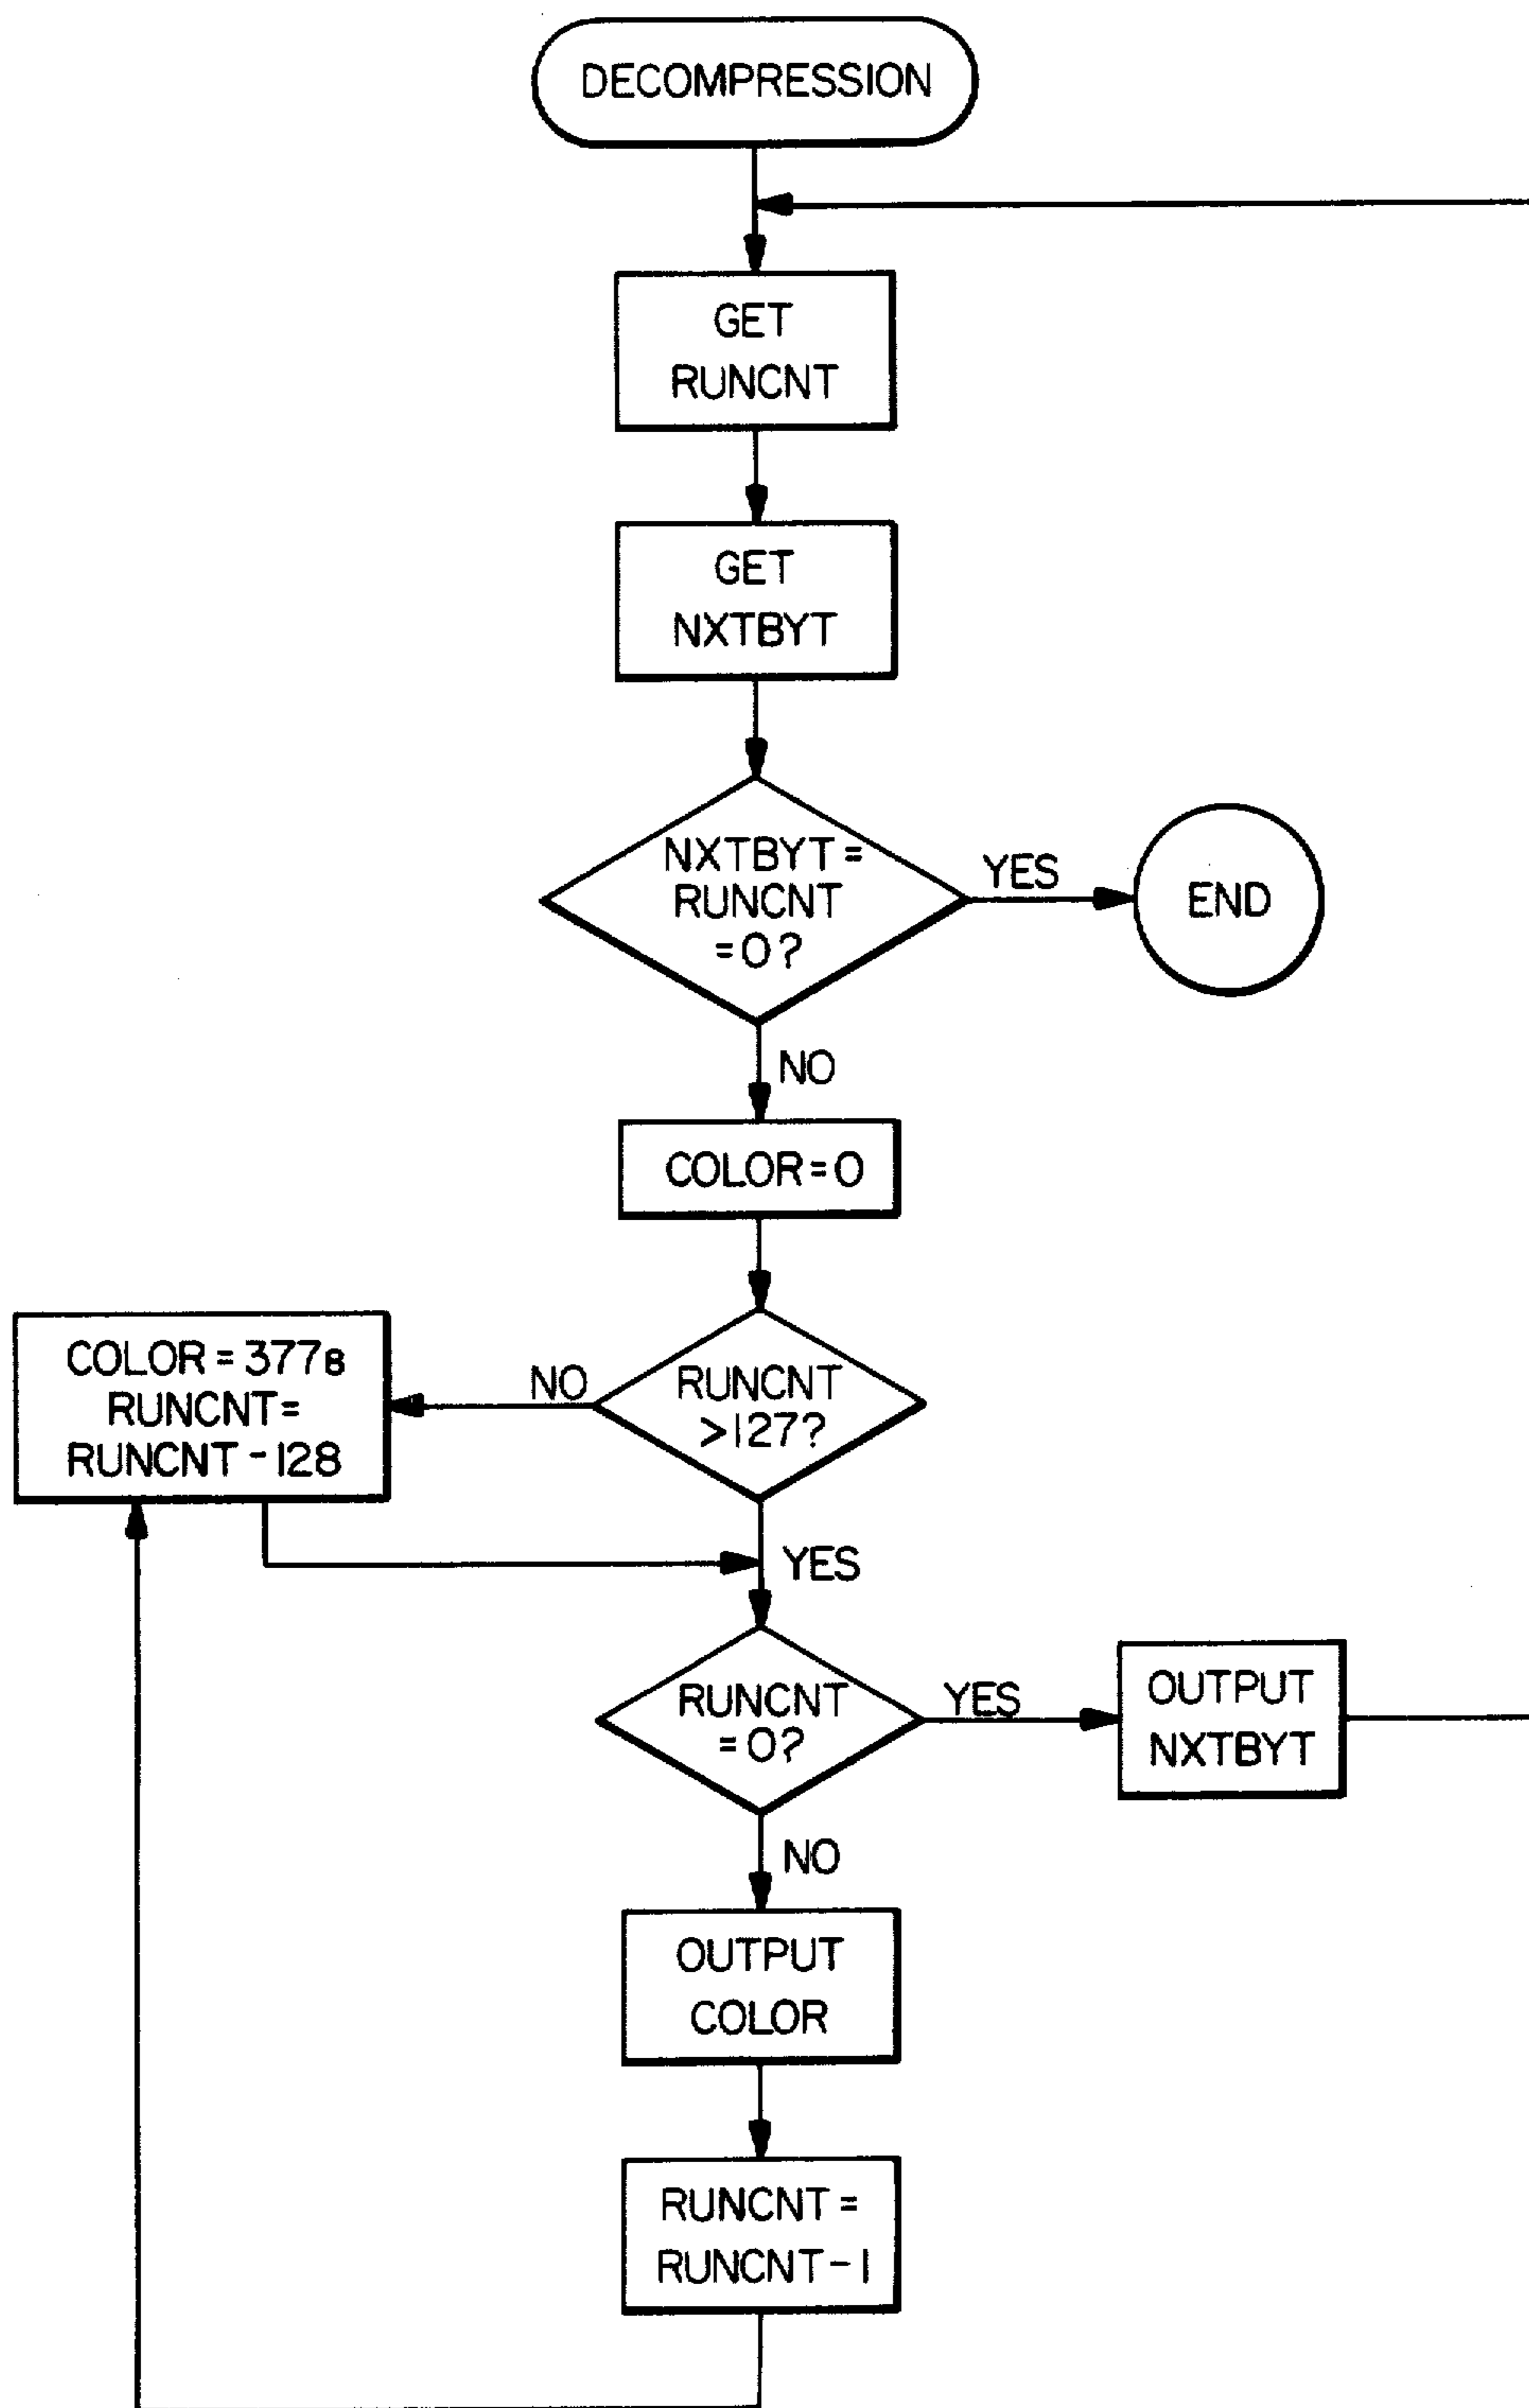 DECOMPRESSION
GET
RUNCNT
GET
NXTBYT
NXTBYT =
RUNCNT
=0?
YES
END
NO
COLOR=0
RUNCNT
>127?
NO
COLOR = 377B
RUNCNT=
RUNCNT-128
YES
RUNCNT
=0?
YES
OUTPUT
NXTBYT
NO
OUTPUT
COLOR
RUNCNT =
RUNCNT-1